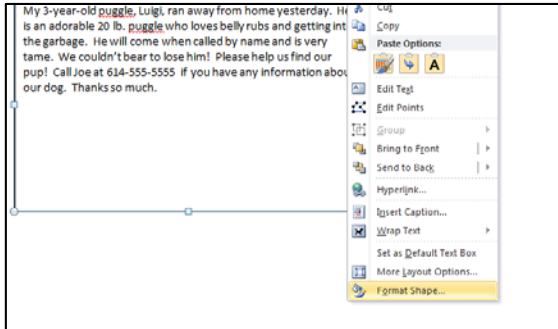 My 3-year-old puggle, Luigi, ran away from home yesterday. He
is an adorable 20 lb. puggle who loves belly rubs and getting
the garbage. He will come when called by name and is very
tame. We couldn't bear to lose him! Please help us find our
pup! Call Joe at 614-555-5555 if you have any information
our dog. Thanks so much.
Cut
Copy
Paste Options:
A
Edit Text
Edit Points
Group
Bring to Front
Send to Back
Hyperlink...
Insert Caption...
Wrap Text
Set as Default Text Box
More Layout Options...
Format Shape...